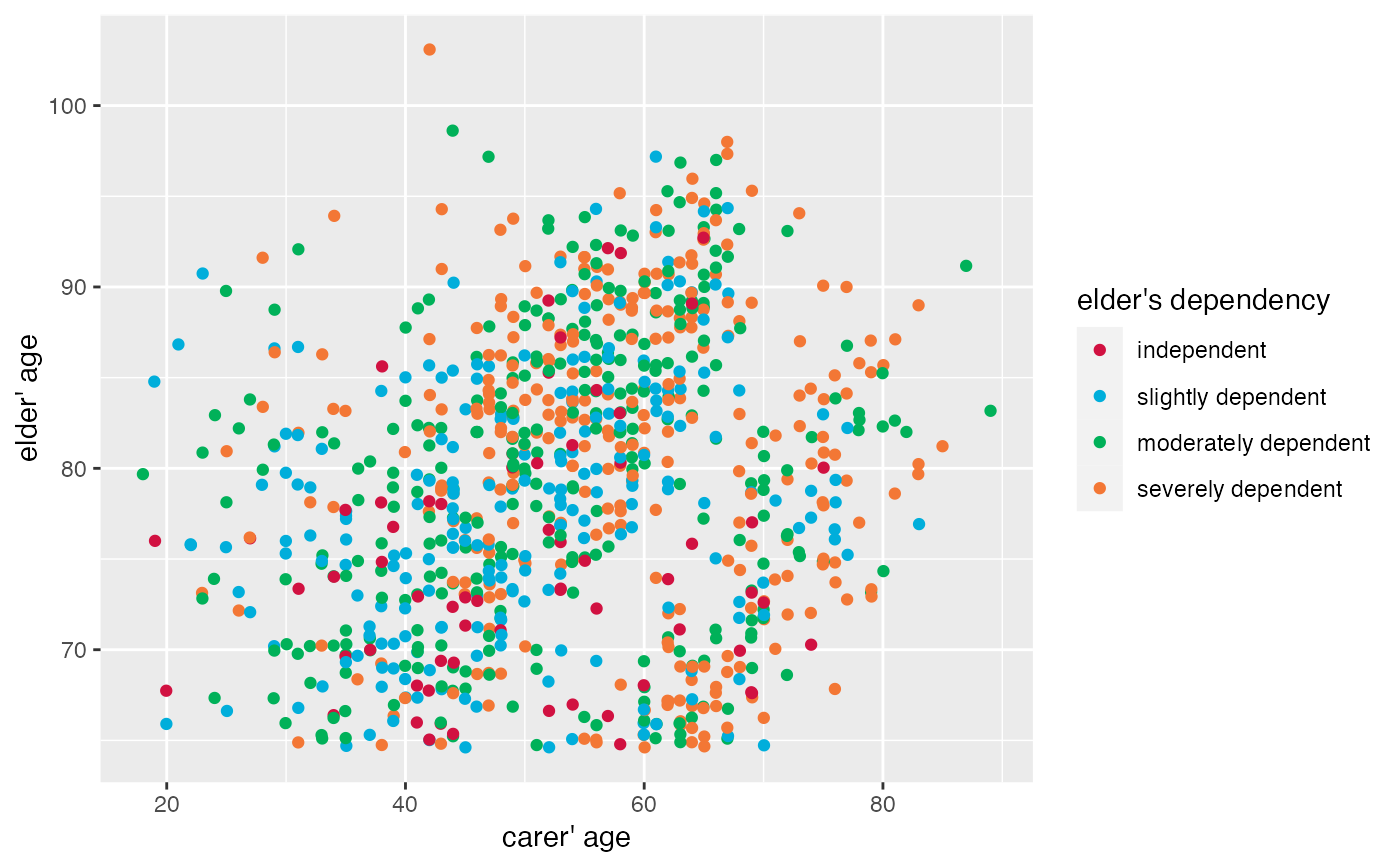 100
90
80
70
elder' age
20 40 60 80
carer' age
elder's dependency
independent
slightly dependent
moderately dependent
severely dependent